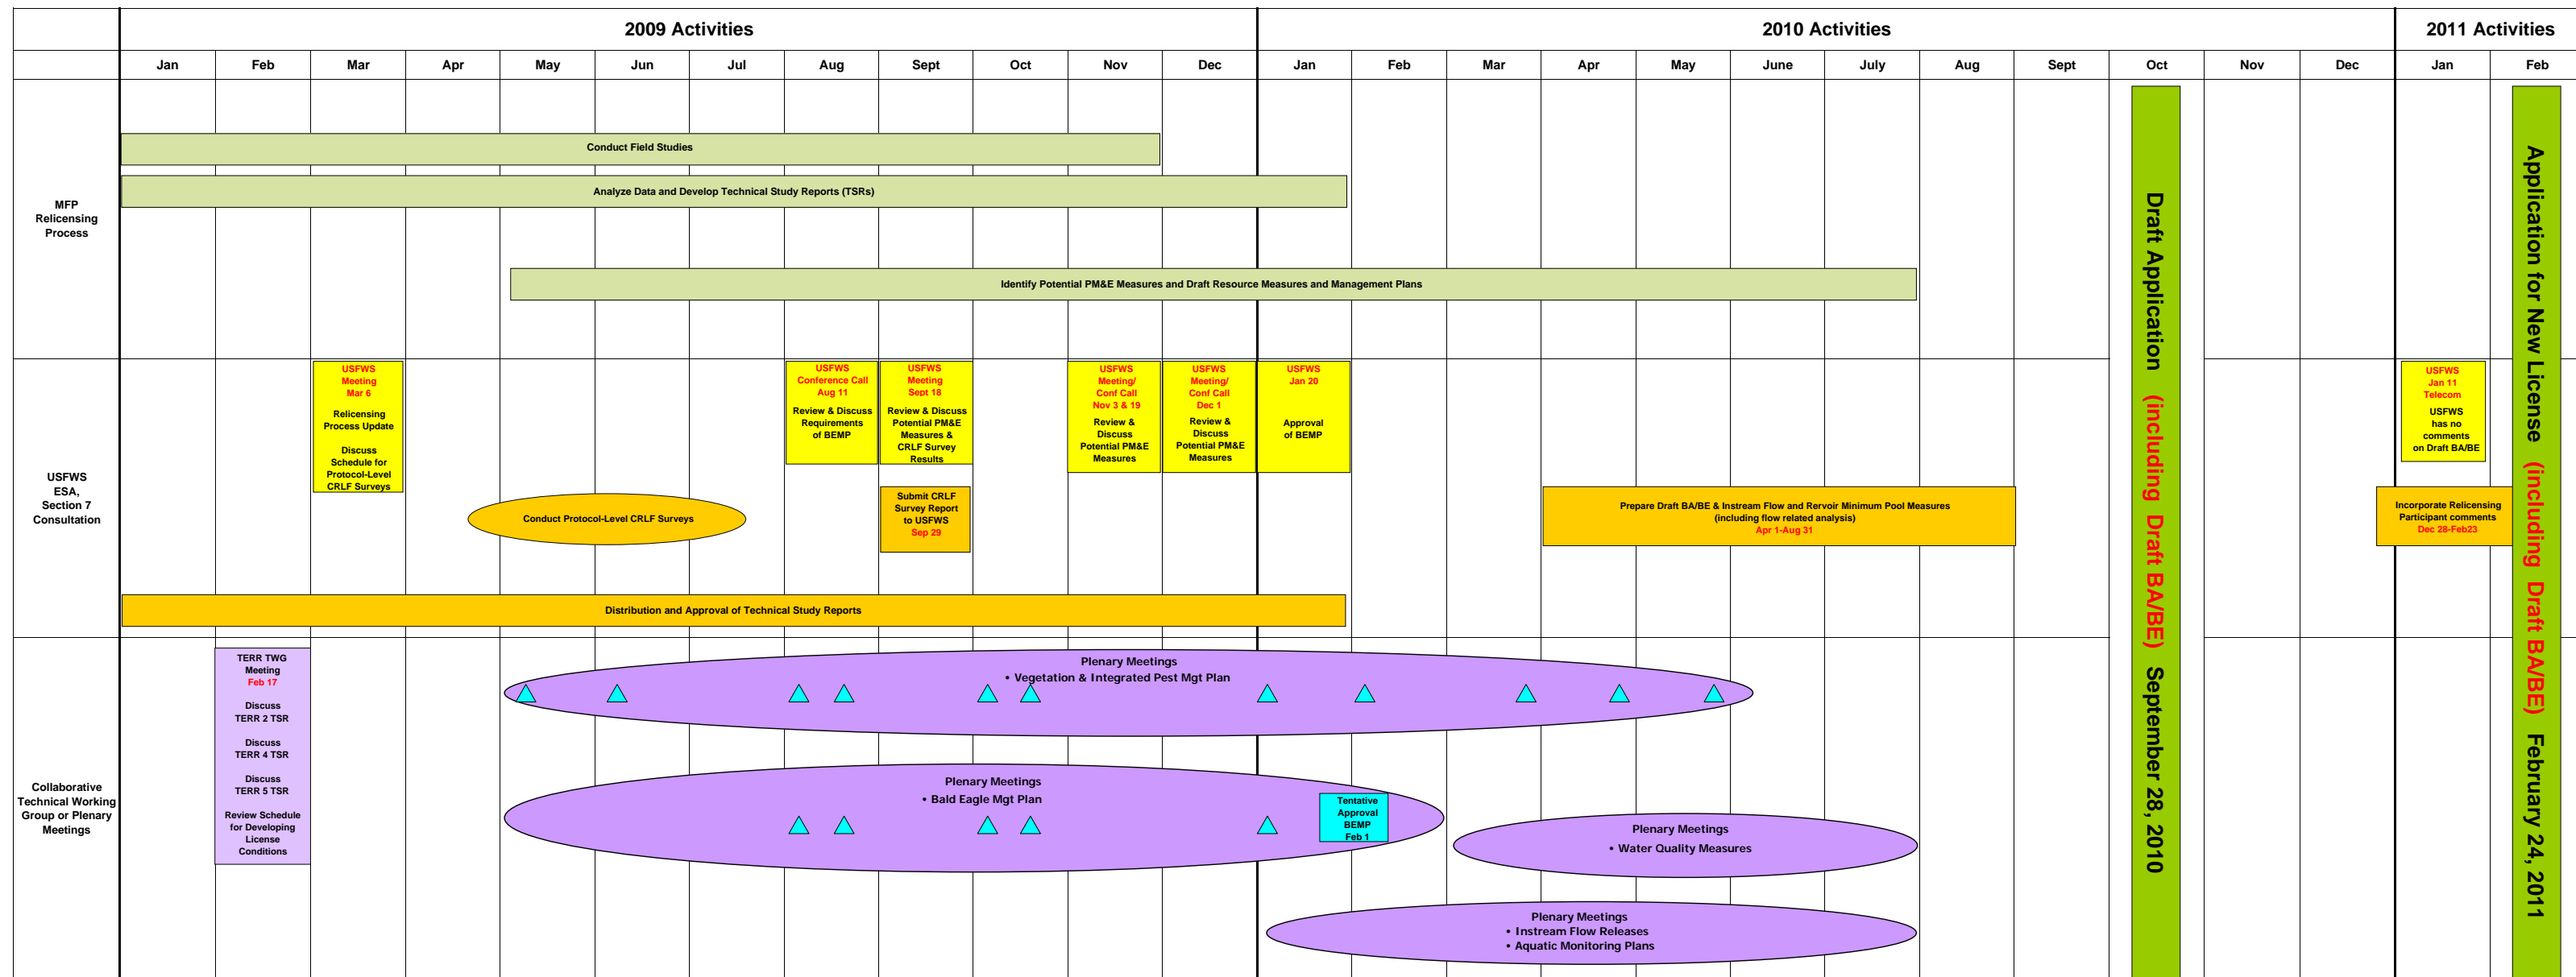 2009 Activities
2010 Activities
2011 Activities
Jan
Feb
Mar
Apr
May
Jun
Jul
Aug
Sept
Oct
Nov
Dec
Jan
Feb
Mar
Apr
May
June
July
Aug
Sept
Oct
Nov
Dec
Jan
Feb
MFP
Relicensing
Process
Conduct Field Studies
Analyze Data and Develop Technical Study Reports (TSRs)
Identify Potential PM&E Measures and Draft Resource Measures and Management Plans
USFWS
ESA,
Section 7
Consultation
USFWS
Meeting
Mar 6
Relicensing
Process Update
Discuss
Schedule for
Protocol-Level
CRLF Surveys
USFWS
Conference Call
Aug 11
Review & Discuss
Requirements
of BEMP
USFWS
Meeting
Sept 18
Review & Discuss
Potential PM&E
Measures &
CRLF Survey
Results
USFWS
Meeting/
Conf Call
Nov 3 & 19
Review &
Discuss
Potential PM&E
Measures
USFWS
Meeting/
Conf Call
Dec 1
Review &
Discuss
Potential PM&E
Measures
USFWS
Jan 20
Approval
of BEMP
USFWS
Jan 11
Telecom
USFWS
has no
comments
on Draft BA/BE
Conduct Protocol-Level CRLF Surveys
Submit CRLF
Survey Report
to USFWS
Sep 29
Prepare Draft BA/BE & Instream Flow and Rervoir Minimum Pool Measures
(including flow related analysis)
Apr 1-Aug 31
Incorporate Relicensing
Participant comments
Dec 28-Feb23
Distribution and Approval of Technical Study Reports
Collaborative
Technical Working
Group or Plenary
Meetings
TERR TWG
Meeting
Feb 17
Discuss
TERR 2 TSR
Discuss
TERR 4 TSR
Discuss
TERR 5 TSR
Review Schedule
for Developing
License
Conditions
Plenary Meetings
• Vegetation & Integrated Pest Mgt Plan
Plenary Meetings
• Bald Eagle Mgt Plan
Tentative
Approval
BEMP
Feb 1
Plenary Meetings
• Water Quality Measures
Plenary Meetings
• Instream Flow Releases
• Aquatic Monitoring Plans
Draft Application (including Draft BA/BE) September 28, 2010
Application for New License (including Draft BA/BE) February 24, 2011